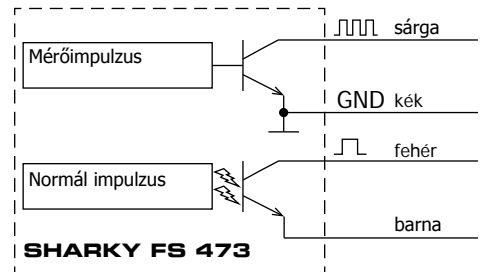 sárga
Mérőimpulzus
GND kék
fehér
Normál impulzus
barna
SHARKY FS 473